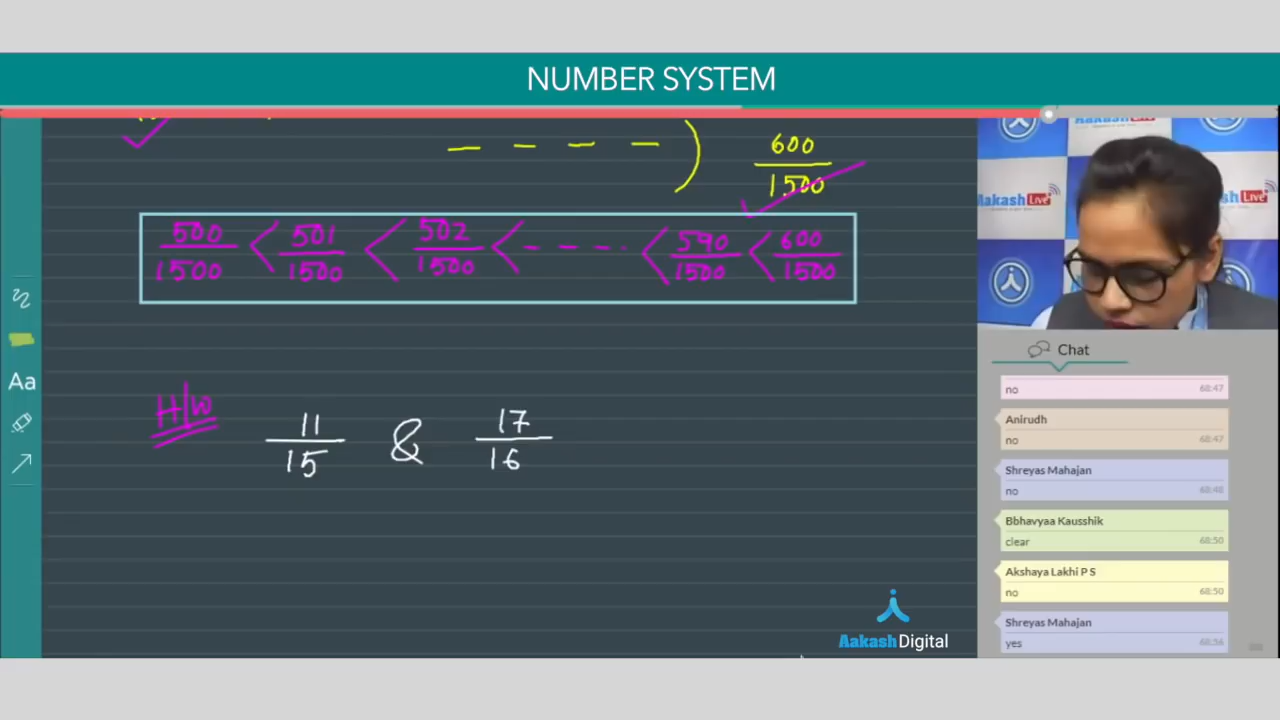 NUMBER SYSTEM
600
1500
500/1500 < 501/1500 < 502/1500 < - - - - . < 590/1500 < 600/1500
H/W 11/15 & 17/16
Aa
Aakash Digital
Aakash Live
Live
Chat
no 68:47
Anirudh
no 68:47
Shreyas Mahajan
no 68:48
Bbhavyaa Kausshik
clear 68:50
Akshaya Lakhi P S
no 68:50
Shreyas Mahajan
yes 68:56